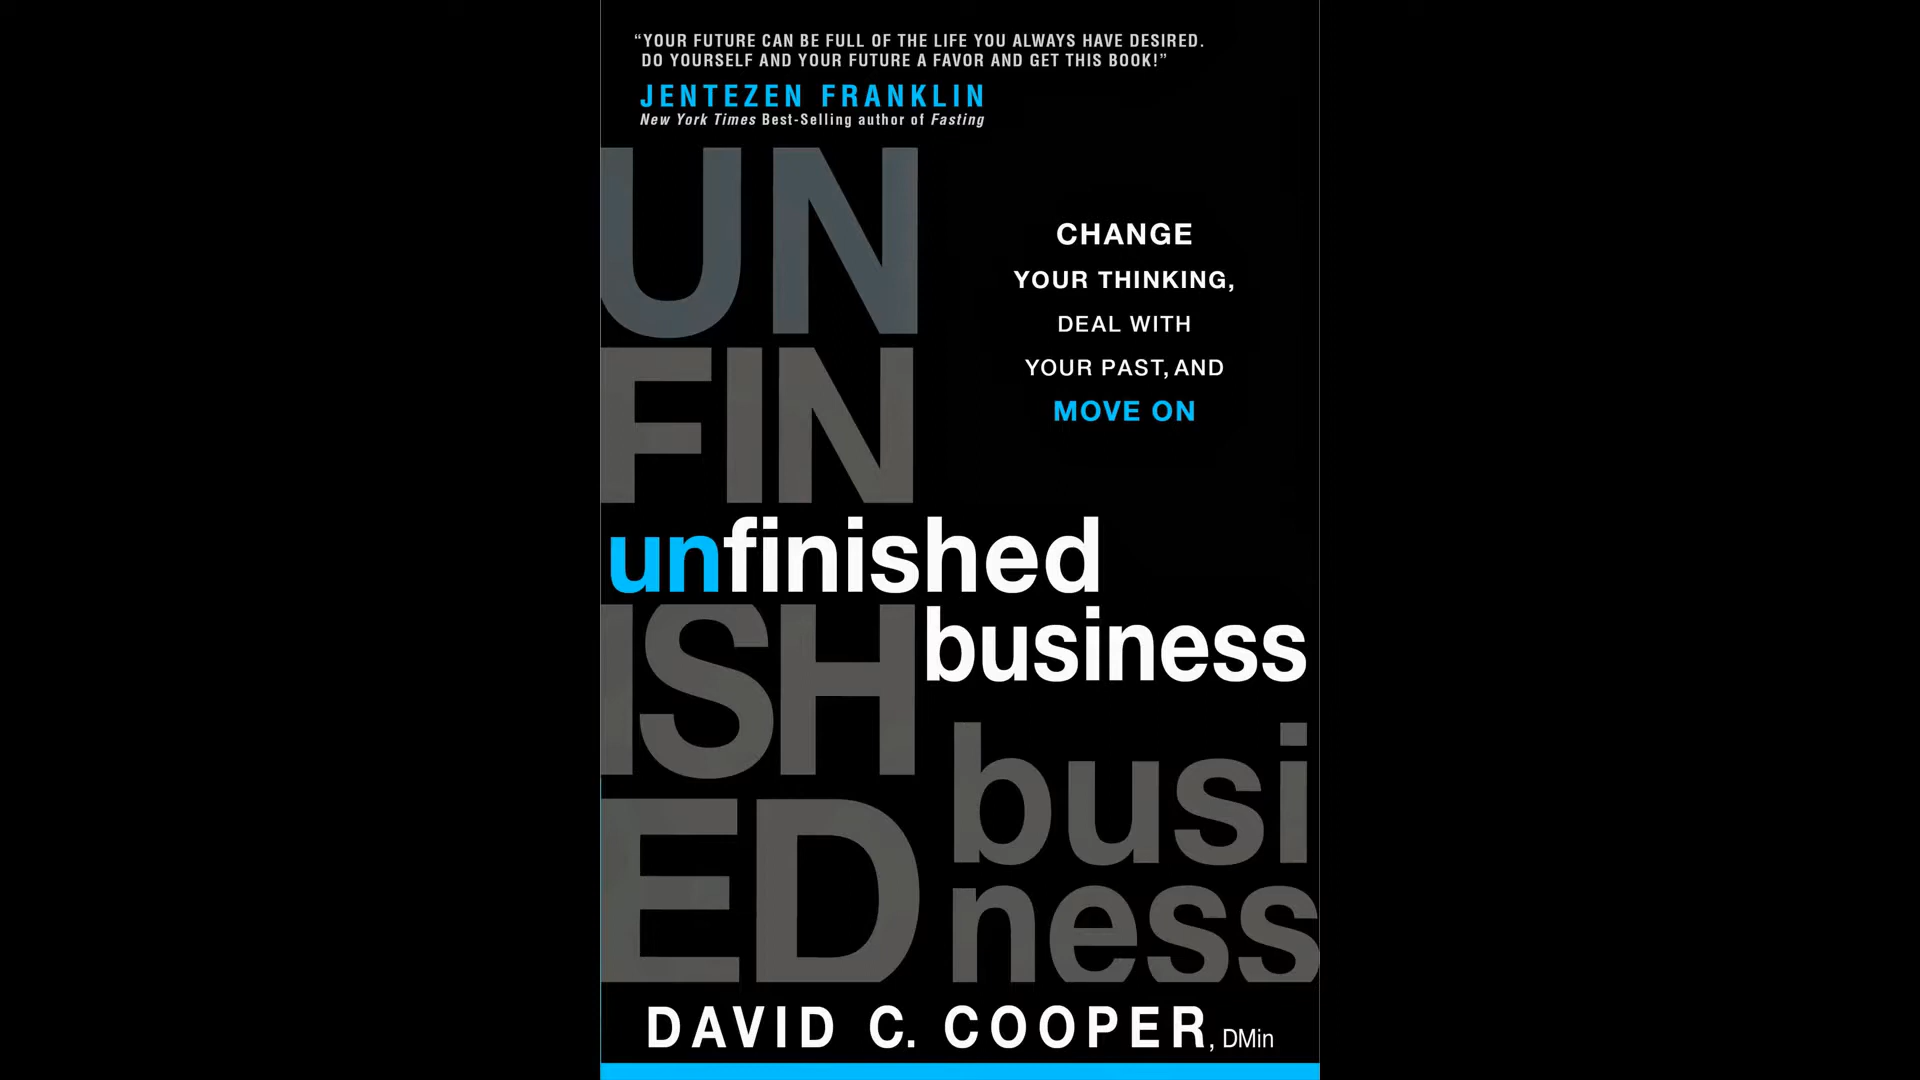 “YOUR FUTURE CAN BE FULL OF THE LIFE YOU ALWAYS HAVE DESIRED.
DO YOURSELF AND YOUR FUTURE A FAVOR AND GET THIS BOOK!”
JENTEZEN FRANKLIN
New York Times Best-Selling author of Fasting
UN
FIN
ISH
ED
CHANGE
YOUR THINKING,
DEAL WITH
YOUR PAST, AND
MOVE ON
unfinished
business
busi
ness
DAVID C. COOPER, DMin